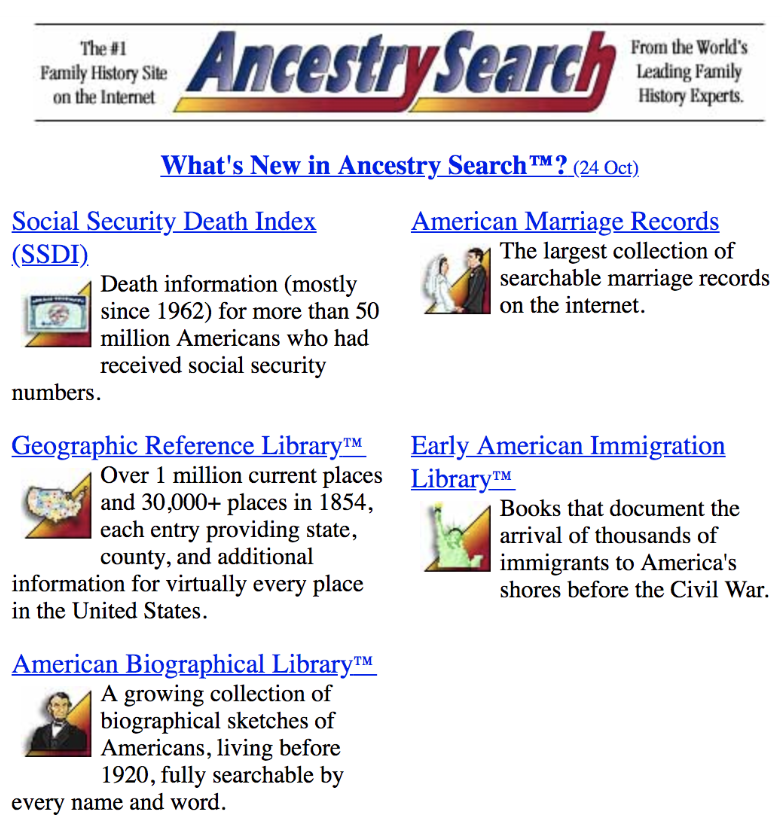 The #1
Family History Site
on the Internet
AncestrySearch
From the World's
Leading Family
History Experts.
What's New in Ancestry Search™? (24 Oct)
Social Security Death Index
(SSDI)
Death information (mostly
since 1962) for more than 50
million Americans who had
received social security
numbers.
American Marriage Records
The largest collection of
searchable marriage records
on the internet.
Geographic Reference Library™
Over 1 million current places
and 30,000+ places in 1854,
each entry providing state,
county, and additional
information for virtually every place
in the United States.
Early American Immigration
Library™
Books that document the
arrival of thousands of
immigrants to America's
shores before the Civil War.
American Biographical Library™
A growing collection of
biographical sketches of
Americans, living before
1920, fully searchable by
every name and word.